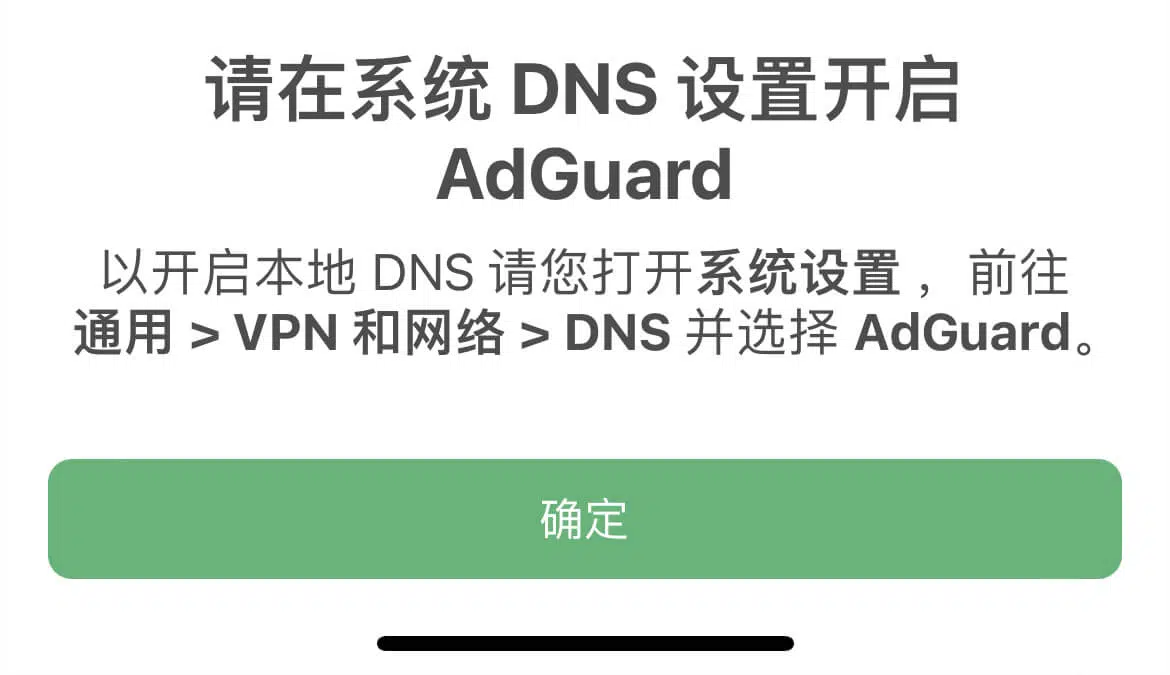 请在系统 DNS 设置开启
AdGuard
以开启本地 DNS 请您打开系统设置 ，前往
通用 > VPN 和网络 > DNS 并选择 AdGuard。
确定